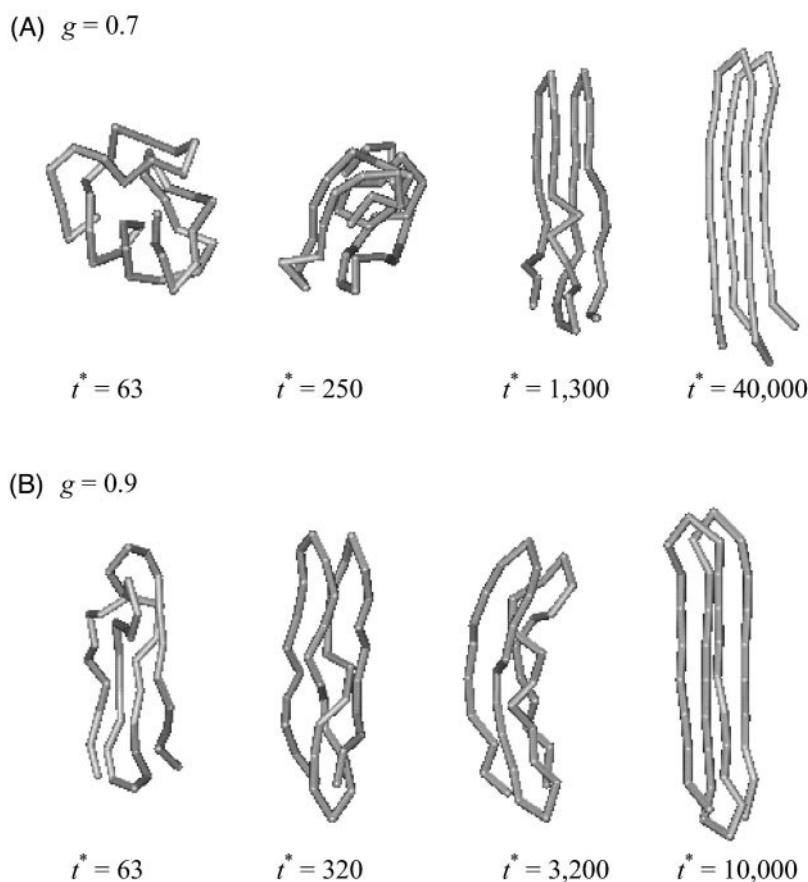 (A) g = 0.7
t* = 63 t* = 250 t* = 1,300 t* = 40,000
(B) g = 0.9
t* = 63 t* = 320 t* = 3,200 t* = 10,000